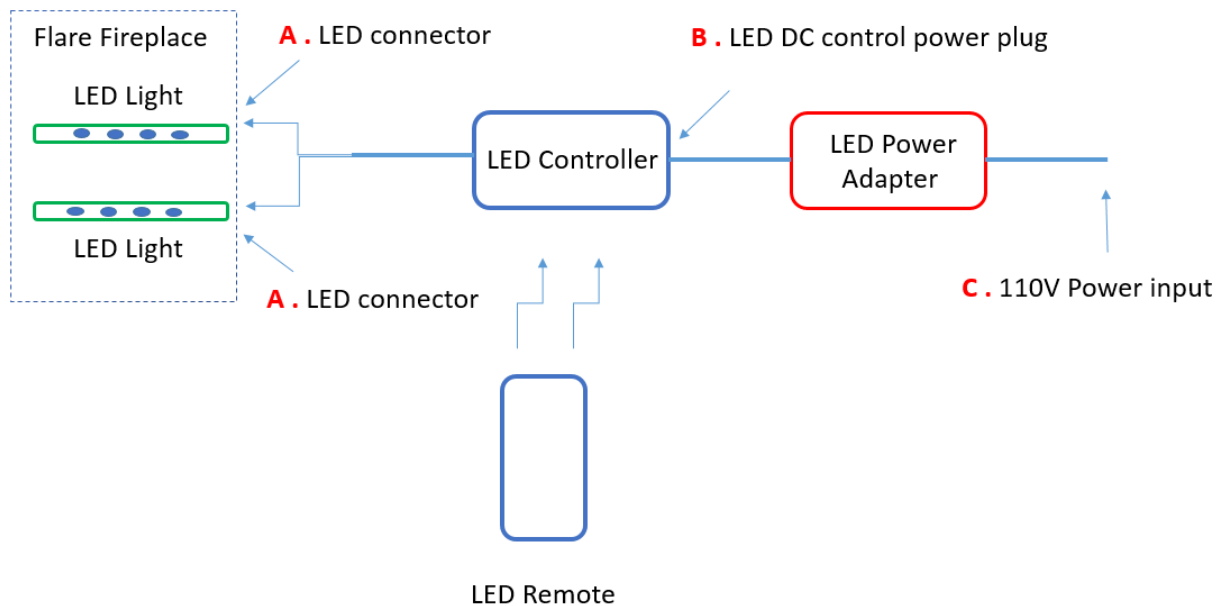 Flare Fireplace
A . LED connector
B . LED DC control power plug
LED Light
LED Controller
LED Power
Adapter
LED Light
A . LED connector
C . 110V Power input
LED Remote